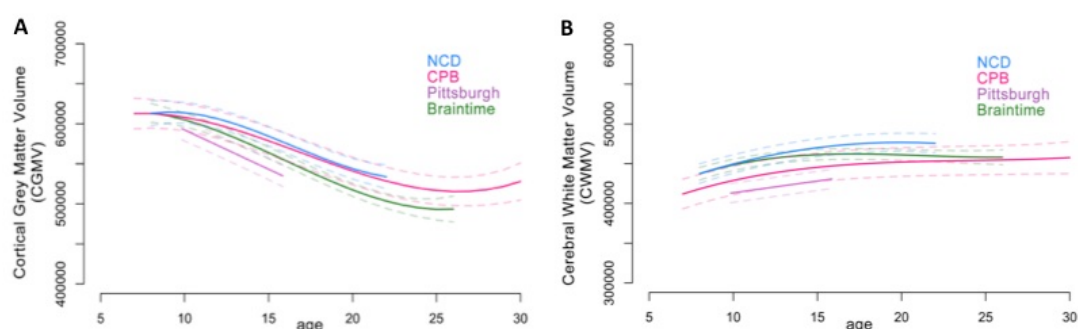 A
Cortical Grey Matter Volume
(CGMV)
700000
600000
500000
400000
NCD
CPB
Pittsburgh
Braintime
5 10 15 20 25 30
age
B
Cerebral White Matter Volume
(CWMV)
600000
500000
400000
300000
NCD
CPB
Pittsburgh
Braintime
5 10 15 20 25 30
age